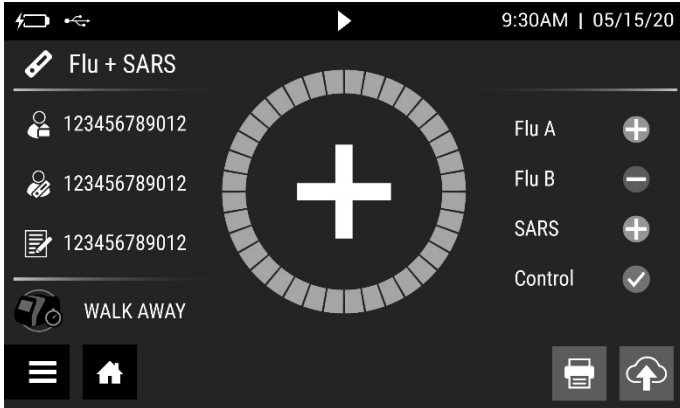 9:30AM | 05/15/20
Flu + SARS
123456789012
123456789012
123456789012
WALK AWAY
Flu A
Flu B
SARS
Control